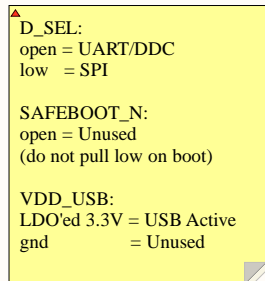 D_SEL:
open = UART/DDC
low = SPI
SAFEBOOT_N:
open = Unused
(do not pull low on boot)
VDD_USB:
LDO'ed 3.3V = USB Active
gnd = Unused